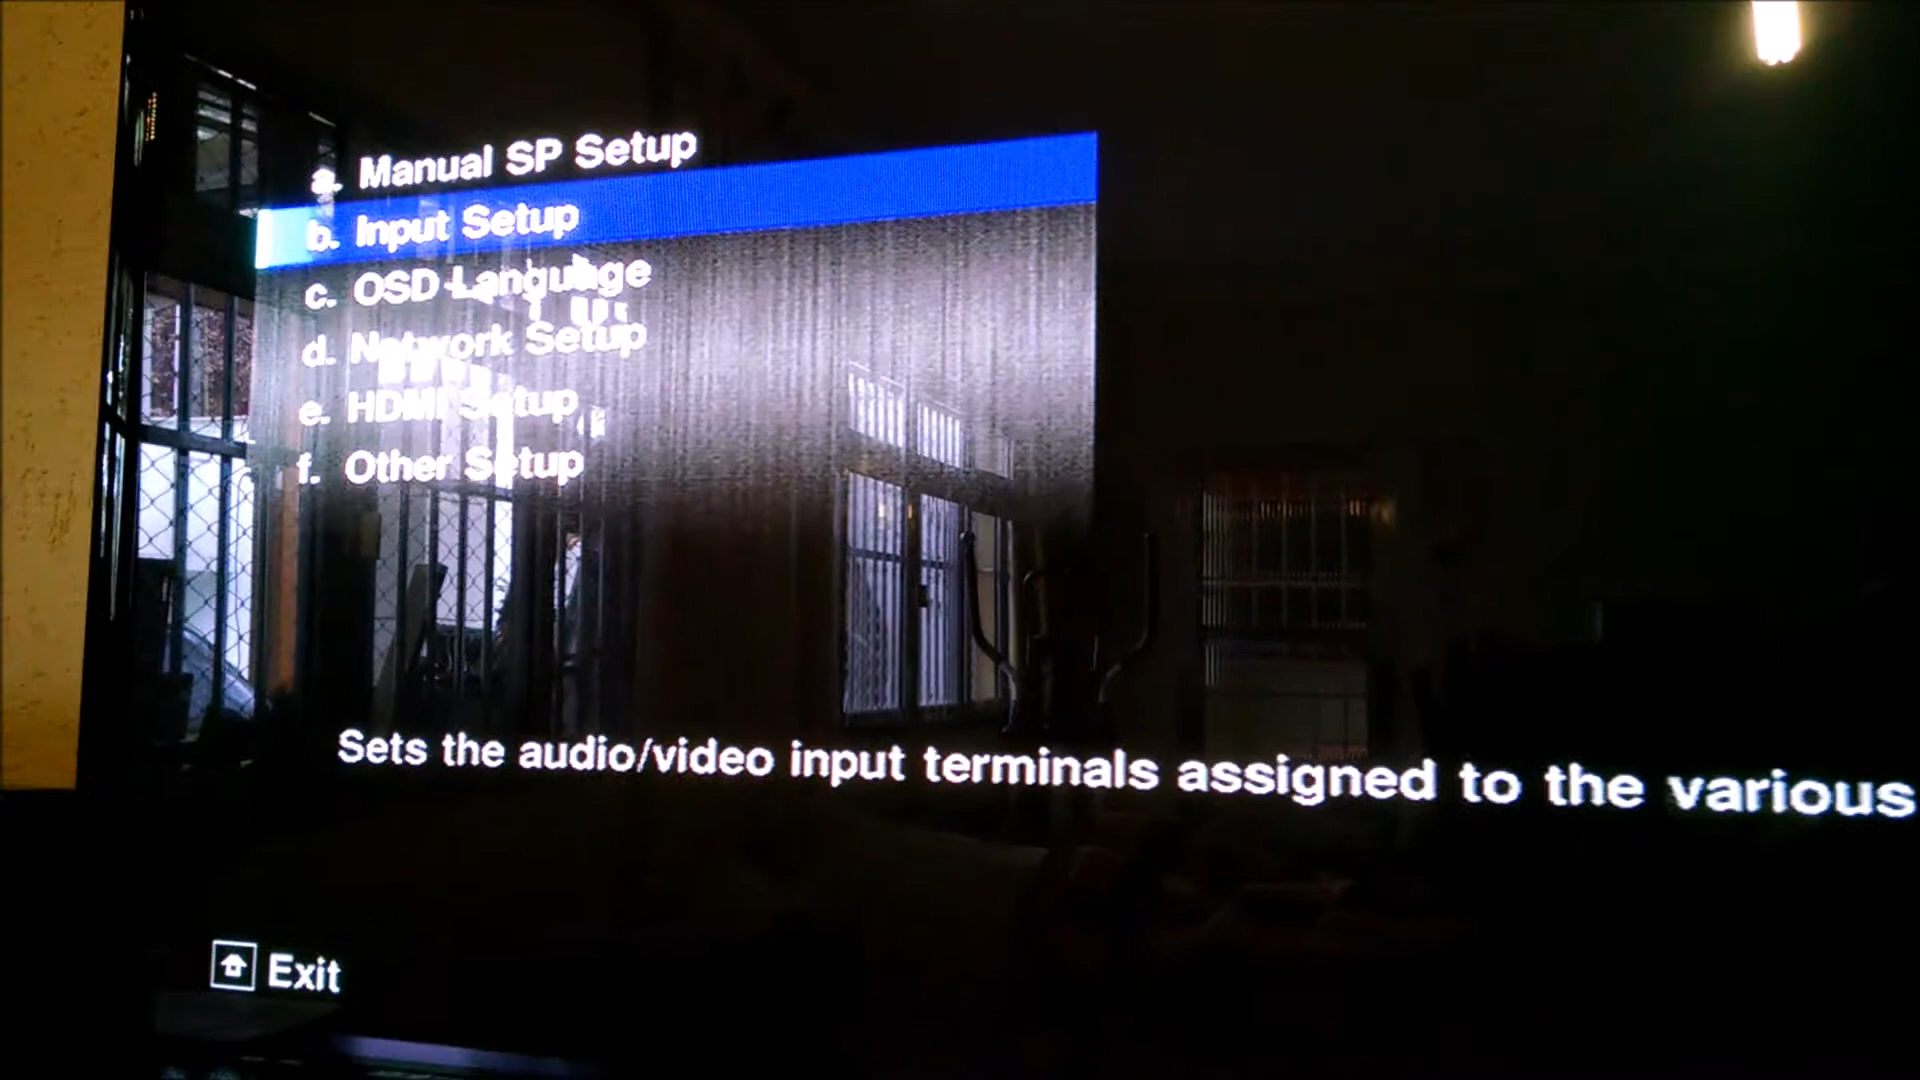 a. Manual SP Setup
b. Input Setup
c. OSD Language
d. Network Setup
e. HDMI Setup
f. Other Setup
Sets the audio/video input terminals assigned to the various
Exit